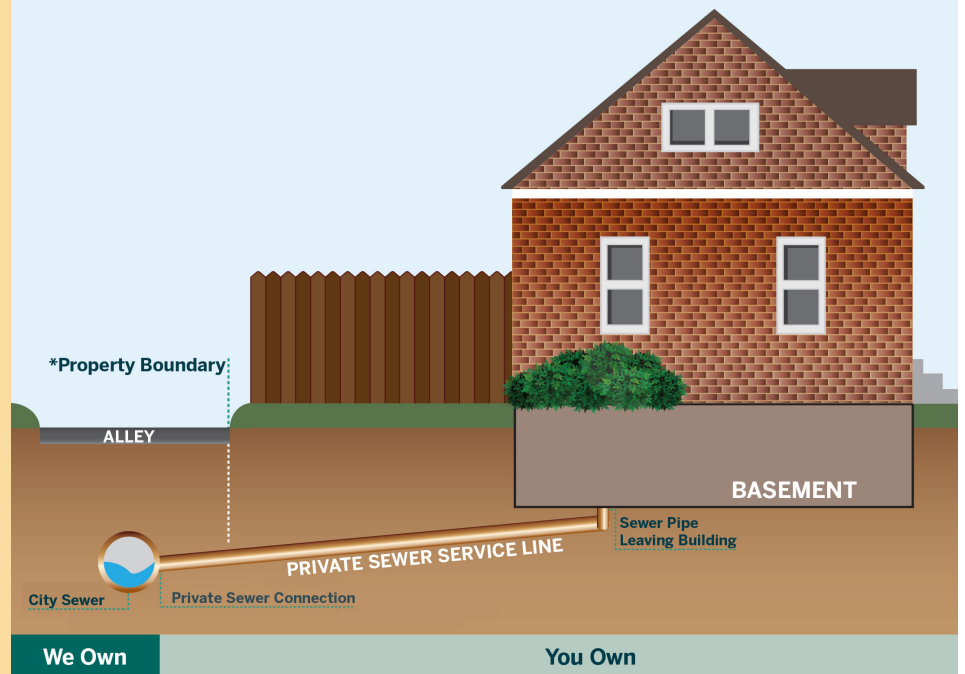 *Property Boundary
ALLEY
BASEMENT
Sewer Pipe
Leaving Building
PRIVATE SEWER SERVICE LINE
City Sewer
Private Sewer Connection
We Own
You Own